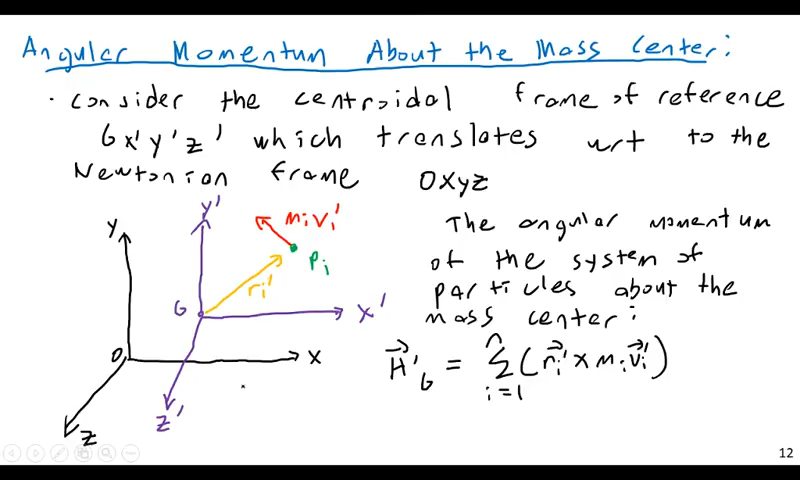 Angular Momentum About the Mass Center:
· Consider the centroidal frame of reference
Gx'y'z' which translates wrt to the
Newtonian frame OXYZ
The angular momentum
of the system of
particles about the
mass center:
H⃗'G = Σ(i=1 to n) (r⃗i' x mi v⃗i')
Y
Y'
mivi'
Pi
ri'
G
X'
O
X
Z'
Z
12